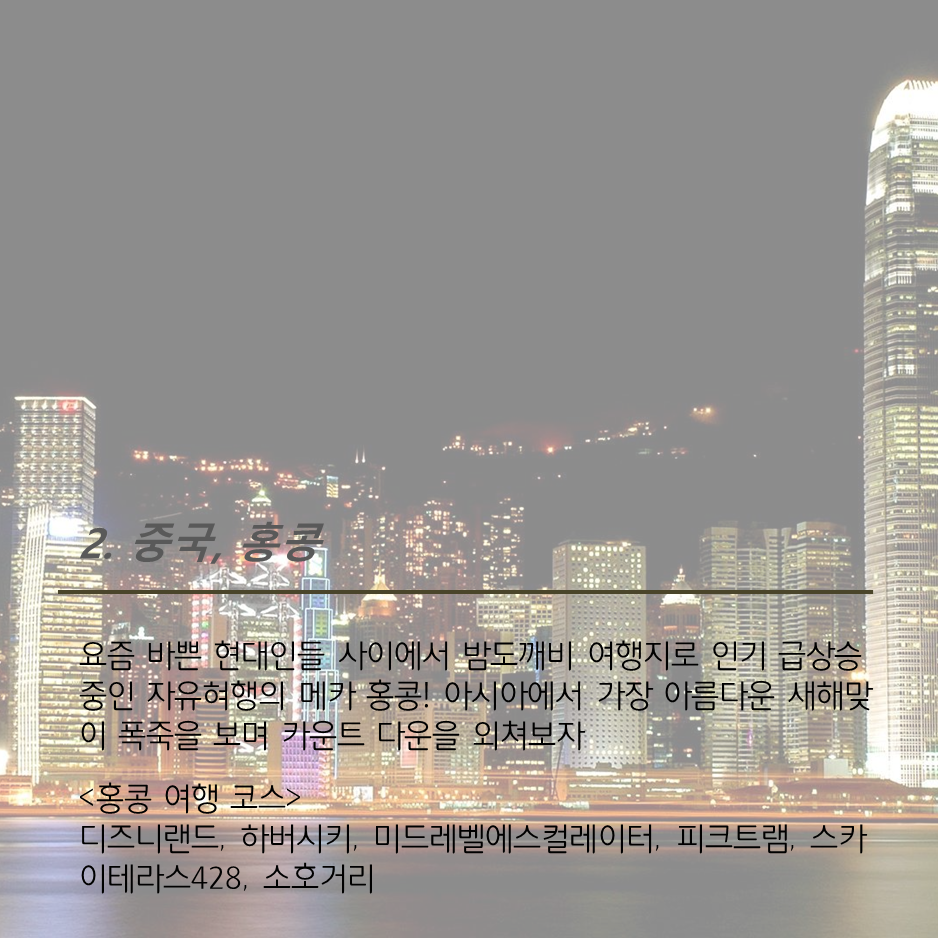 2. 중국, 홍콩
요즘 바쁜 현대인들 사이에서 밤도깨비 여행지로 인기 급상승
중인 자유혀행의 메카 홍콩! 아시아에서 가장 아름다운 새해맞
이 폭죽을 보며 카운트 다운을 외쳐보자
<홍콩 여행 코스>
디즈니랜드, 하버시키, 미드레벨에스컬레이터, 피크트램, 스카
이테라스428, 소호거리